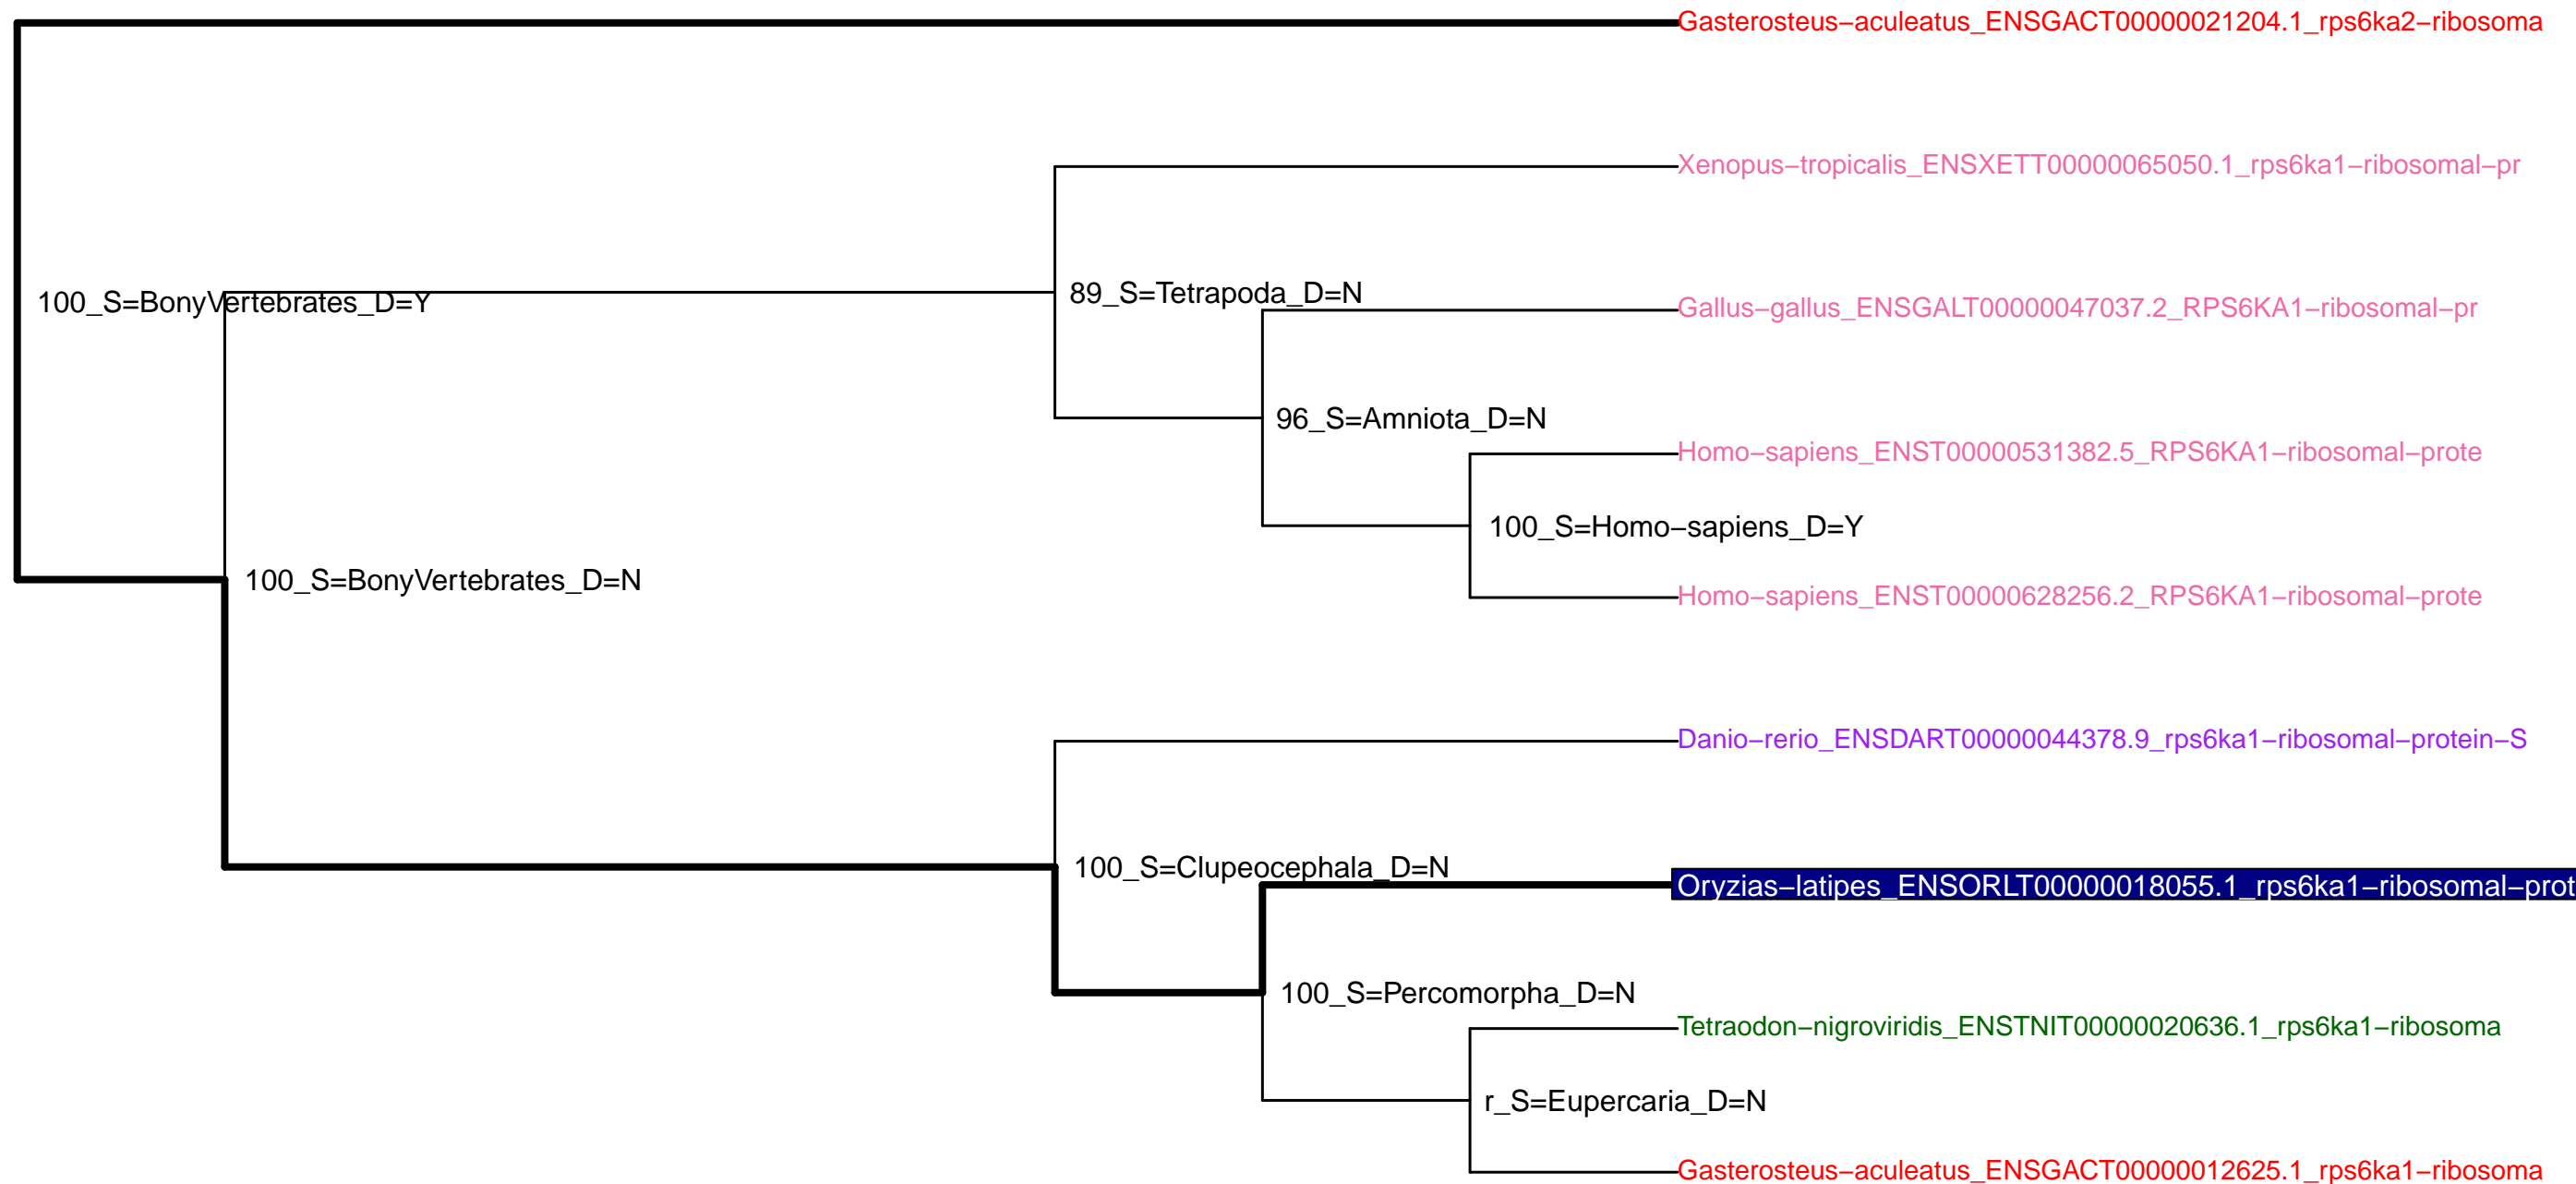 Gasterosteus−aculeatus_ENSGACT00000021204.1_rps6ka2−ribosoma
Xenopus−tropicalis_ENSXETT00000065050.1_rps6ka1−ribosomal−pr
100_S=BonyVertebrates_D=Y
89_S=Tetrapoda_D=N
Gallus−gallus_ENSGALT00000047037.2_RPS6KA1−ribosomal−pr
96_S=Amniota_D=N
Homo−sapiens_ENST00000531382.5_RPS6KA1−ribosomal−prote
100_S=Homo−sapiens_D=Y
100_S=BonyVertebrates_D=N
Homo−sapiens_ENST00000628256.2_RPS6KA1−ribosomal−prote
Danio−rerio_ENSDART00000044378.9_rps6ka1−ribosomal−protein−S
100_S=Clupeocephala_D=N
Oryzias−latipes_ENSORLT00000018055.1_rps6ka1−ribosomal−prot
100_S=Percomorpha_D=N
Tetraodon−nigroviridis_ENSTNIT00000020636.1_rps6ka1−ribosoma
r_S=Eupercaria_D=N
Gasterosteus−aculeatus_ENSGACT00000012625.1_rps6ka1−ribosoma